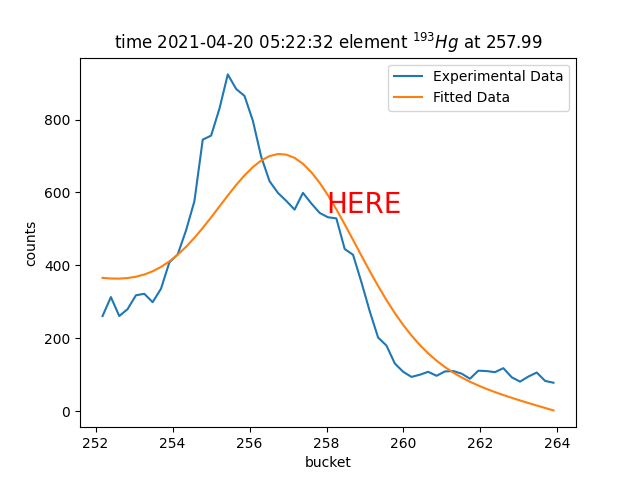 time 2021-04-20 05:22:32 element ¹⁹³Hg at 257.99
Experimental Data
Fitted Data
HERE
counts
800
600
400
200
0
252 254 256 258 260 262 264
bucket